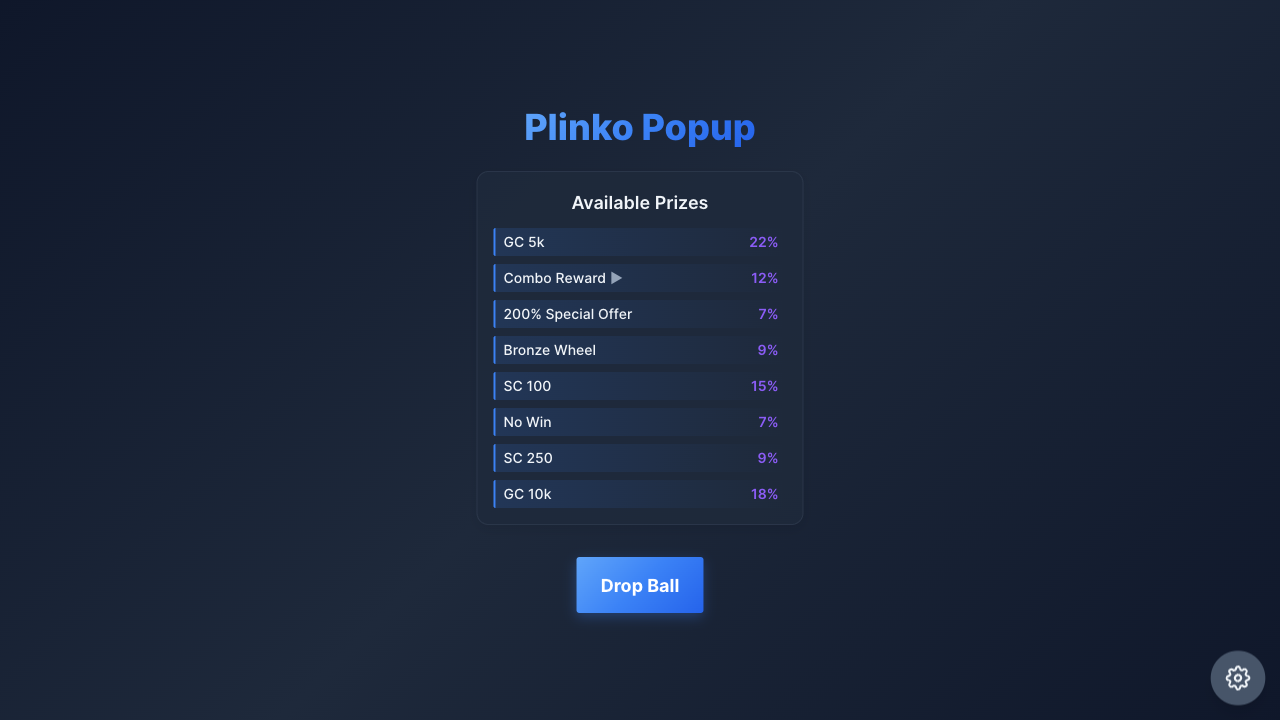 Plinko Popup
Available Prizes
GC 5k 22%
Combo Reward ▶ 12%
200% Special Offer 7%
Bronze Wheel 9%
SC 100 15%
No Win 7%
SC 250 9%
GC 10k 18%
Drop Ball